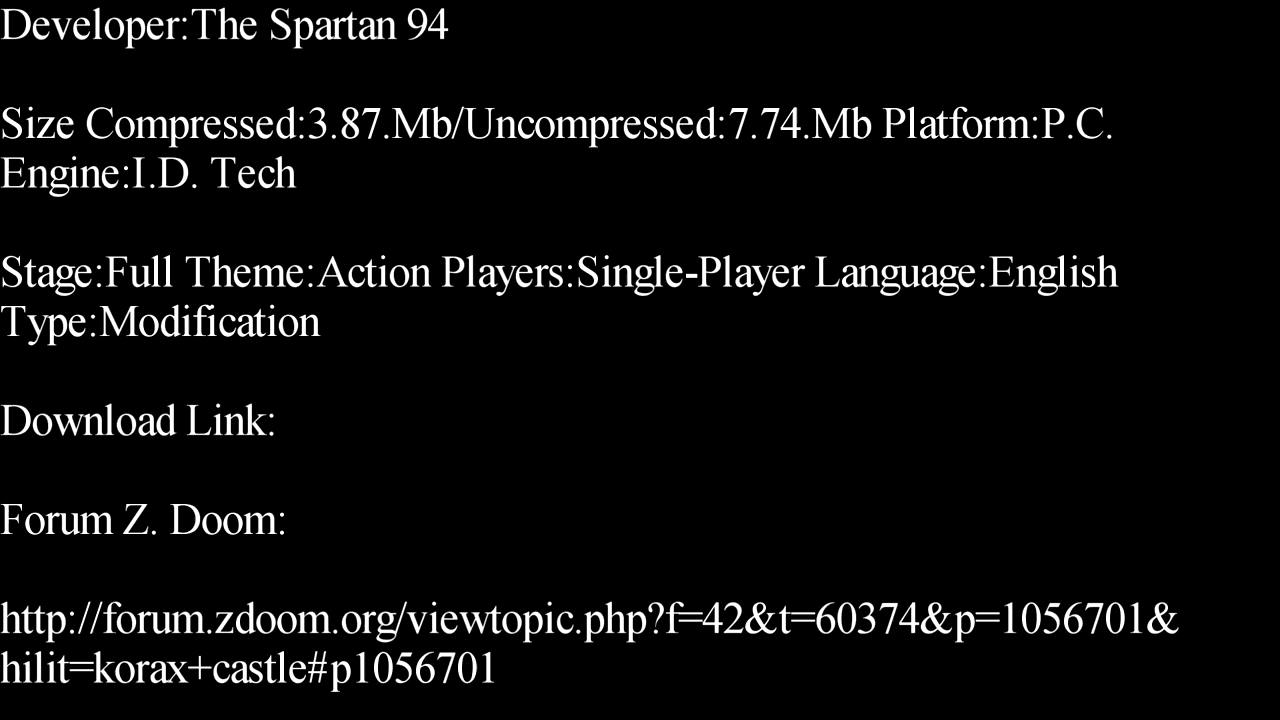 Developer:The Spartan 94
Size Compressed:3.87.Mb/Uncompressed:7.74.Mb Platform:P.C.
Engine:I.D. Tech
Stage:Full Theme:Action Players:Single-Player Language:English
Type:Modification
Download Link:
Forum Z. Doom:
http://forum.zdoom.org/viewtopic.php?f=42&t=60374&p=1056701&
hilit=korax+castle#p1056701